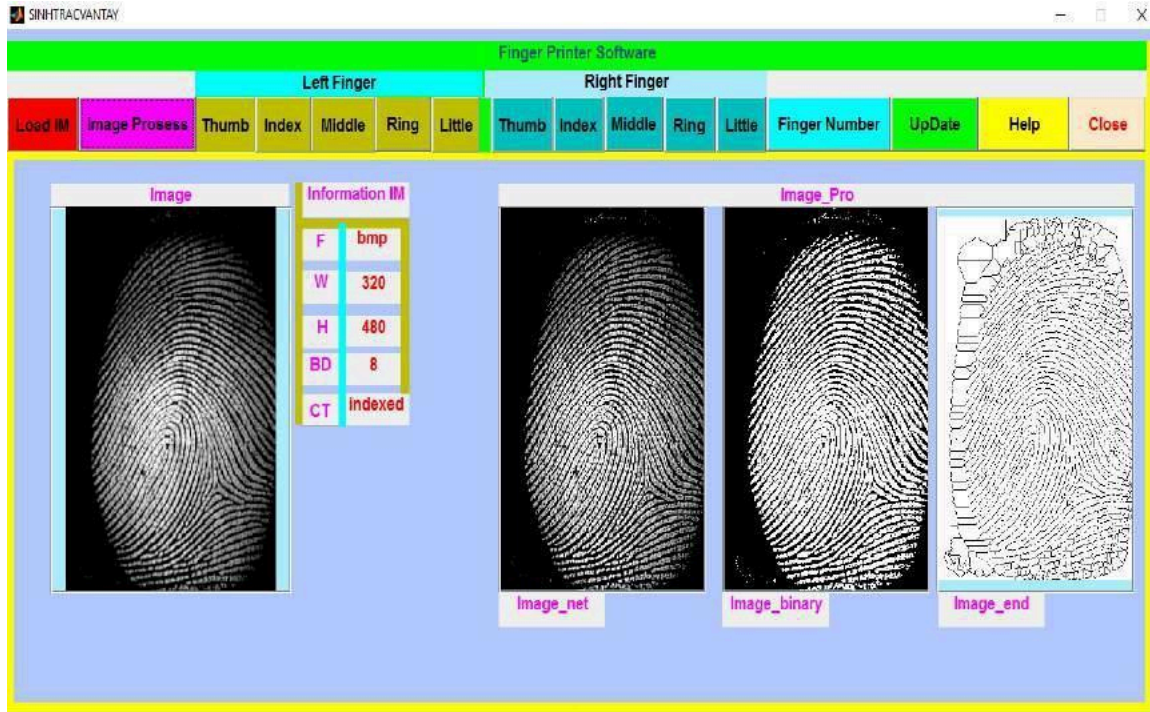 SINHTRACVANTAY
Finger Printer Software
Left Finger
Right Finger
Load IM Image Prosess Thumb Index Middle Ring Little Thumb Index Middle Ring Little Finger Number UpDate Help Close
Image
Information IM
Image_Pro
F bmp
W 320
H 480
BD 8
CT indexed
Image_net
Image_binary
Image_end